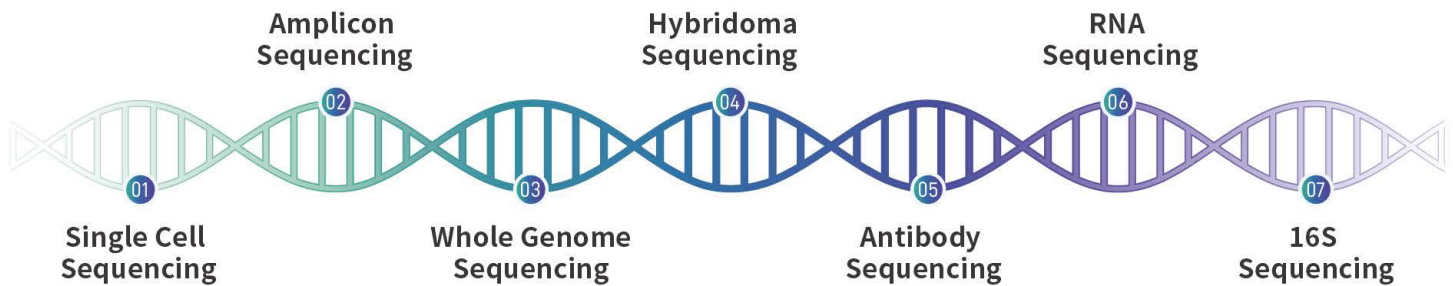 01
Single Cell
Sequencing
Amplicon
Sequencing
02
03
Whole Genome
Sequencing
Hybridoma
Sequencing
04
05
Antibody
Sequencing
RNA
Sequencing
06
07
16S
Sequencing